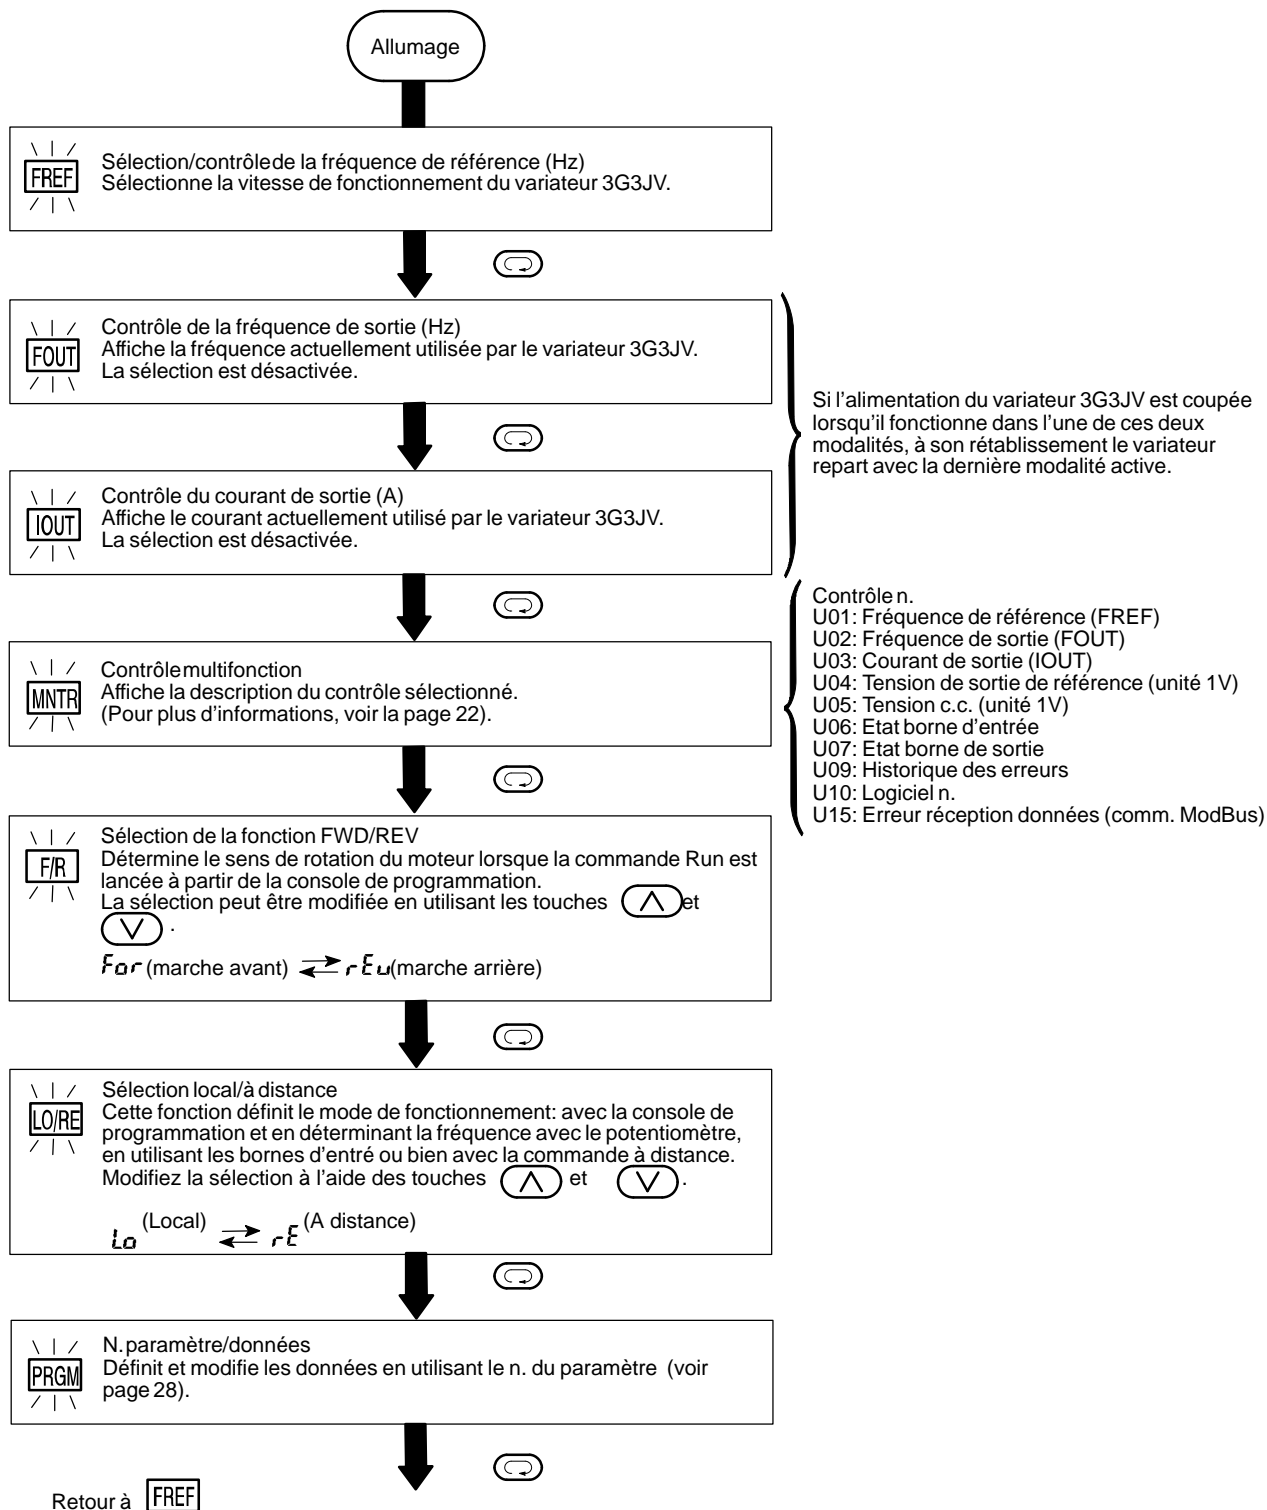 Allumage
FREF
Sélection/contrôle de la fréquence de référence (Hz)
Sélectionne la vitesse de fonctionnement du variateur 3G3JV.
FOUT
Contrôle de la fréquence de sortie (Hz)
Affiche la fréquence actuellement utilisée par le variateur 3G3JV.
La sélection est désactivée.
IOUT
Contrôle du courant de sortie (A)
Affiche le courant actuellement utilisé par le variateur 3G3JV.
La sélection est désactivée.
Si l'alimentation du variateur 3G3JV est coupée
lorsqu'il fonctionne dans l'une de ces deux
modalités, à son rétablissement le variateur
repart avec la dernière modalité active.
MNTR
Contrôle multifonction
Affiche la description du contrôle sélectionné.
(Pour plus d'informations, voir la page 22).
Contrôle n.
U01: Fréquence de référence (FREF)
U02: Fréquence de sortie (FOUT)
U03: Courant de sortie (IOUT)
U04: Tension de sortie de référence (unité 1V)
U05: Tension c.c. (unité 1V)
U06: Etat borne d'entrée
U07: Etat borne de sortie
U09: Historique des erreurs
U10: Logiciel n.
U15: Erreur réception données (comm. ModBus)
F/R
Sélection de la fonction FWD/REV
Détermine le sens de rotation du moteur lorsque la commande Run est
lancée à partir de la console de programmation.
La sélection peut être modifiée en utilisant les touches et
.
For (marche avant) rEu (marche arrière)
LO/RE
Sélection local/à distance
Cette fonction définit le mode de fonctionnement: avec la console de
programmation et en déterminant la fréquence avec le potentiomètre,
en utilisant les bornes d'entré ou bien avec la commande à distance.
Modifiez la sélection à l'aide des touches et .
Lo (Local) rE (A distance)
PRGM
N. paramètre/données
Définit et modifie les données en utilisant le n. du paramètre (voir
page 28).
Retour à FREF